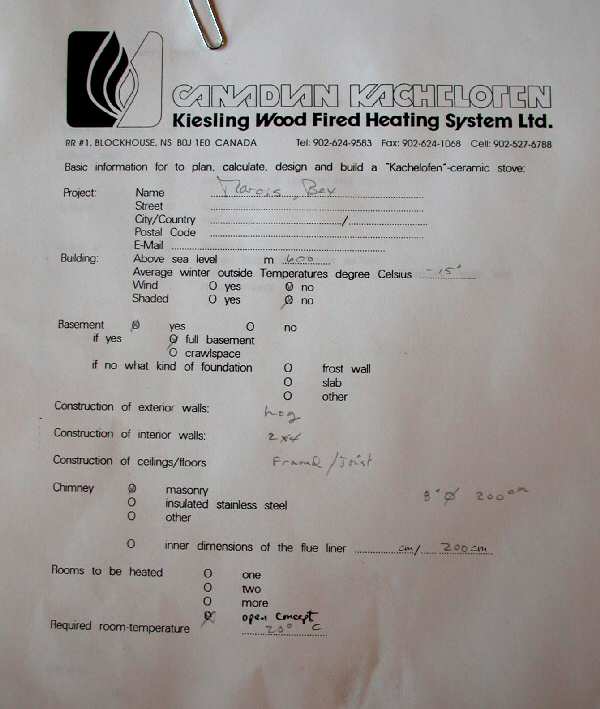 CANADIAN KACHELOFEN
Kiesling Wood Fired Heating System Ltd.
RR #1, BLOCKHOUSE, NS B0J 1E0 CANADA Tel: 902-624-9583 Fax: 902-624-1068 Cell: 902-527-6788
Basic information for to plan, calculate, design and build a "Kachelofen"-ceramic stove:
Project: Name Bev
Street
City/Country /
Postal Code
E-Mail
Building: Above sea level m 600
Average winter outside Temperatures degree Celsius -15°
Wind O yes O no
Shaded O yes O no
Basement O yes O no
if yes O full basement
O crawlspace
if no what kind of foundation O frost wall
O slab
O other
Construction of exterior walls: Log
Construction of interior walls: 2x4
Construction of ceilings/floors Framed/Joist
Chimney O masonry 8" Ø 200cm
O insulated stainless steel
O other
O inner dimensions of the flue liner cm/ 200cm
Rooms to be heated O one
O two
O more
O open concept
Required room-temperature 20° C